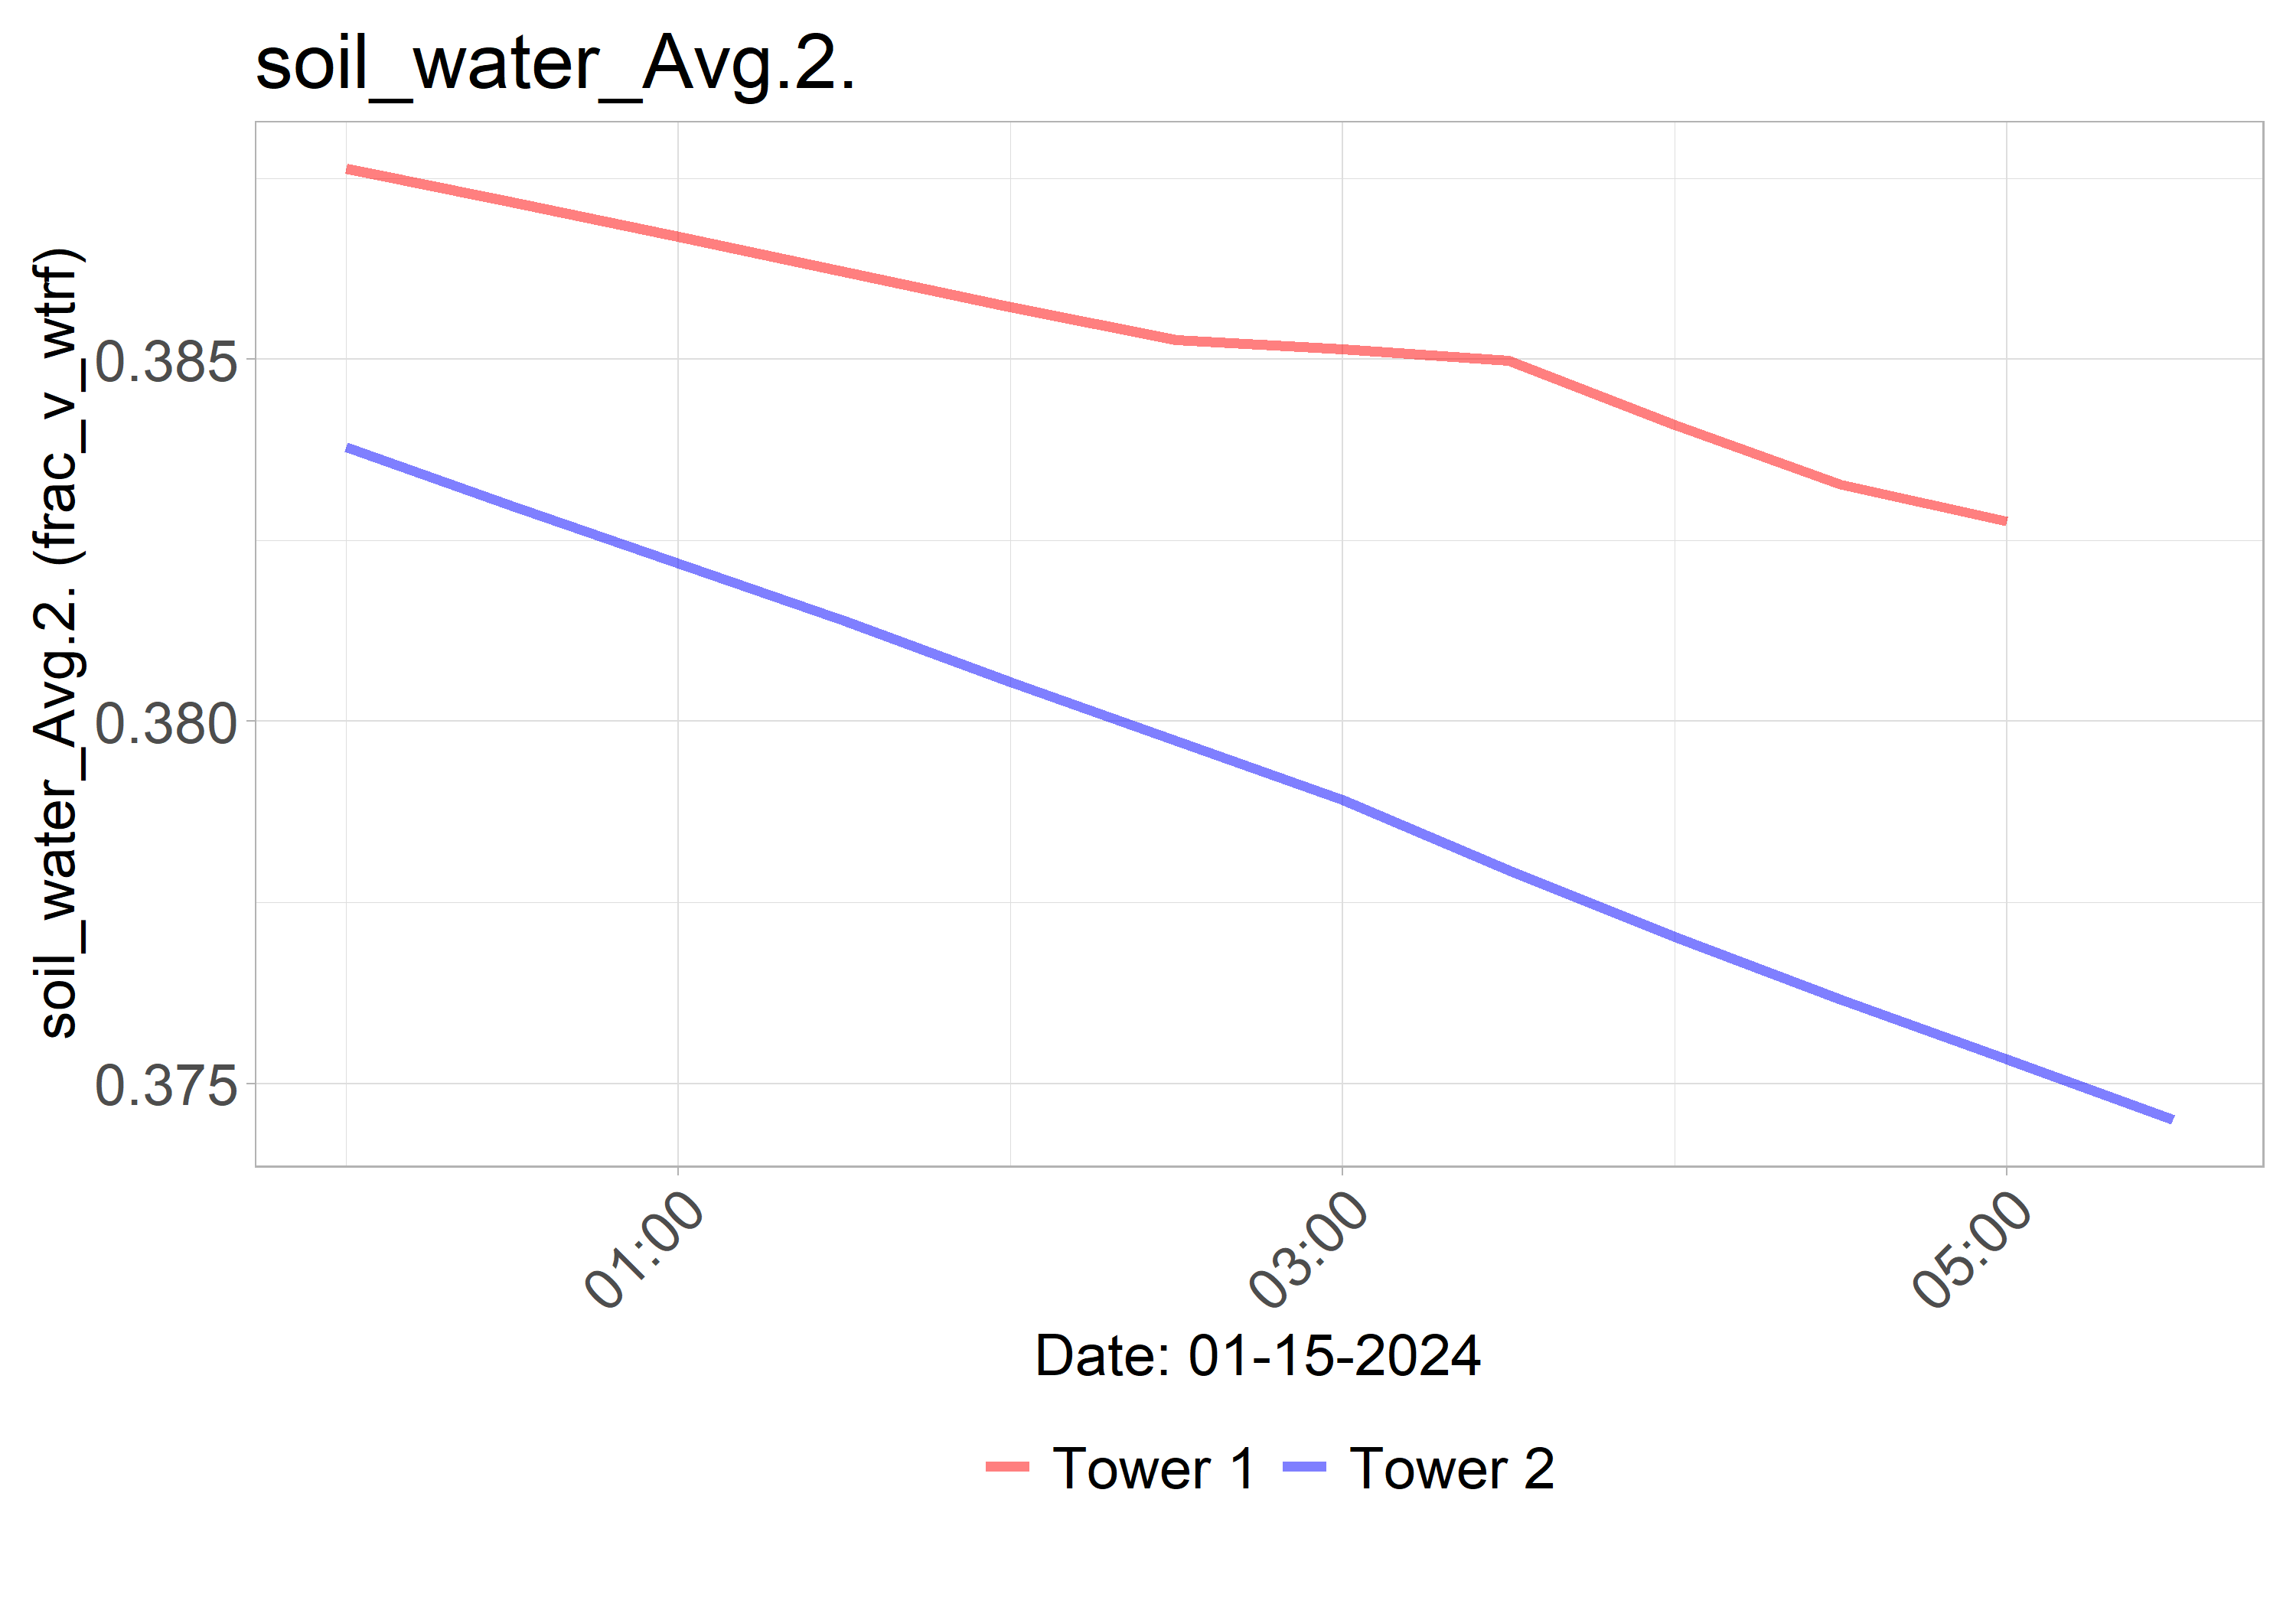 soil_water_Avg.2.
soil_water_Avg.2. (frac_v_wtrf)
0.385
0.380
0.375
01:00
03:00
05:00
Date: 01-15-2024
Tower 1
Tower 2